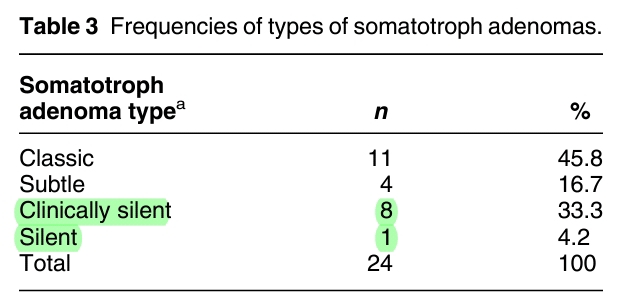 Table 3 Frequencies of types of somatotroph adenomas.
Somatotroph
adenoma typeᵃ n %
Classic 11 45.8
Subtle 4 16.7
Clinically silent 8 33.3
Silent 1 4.2
Total 24 100